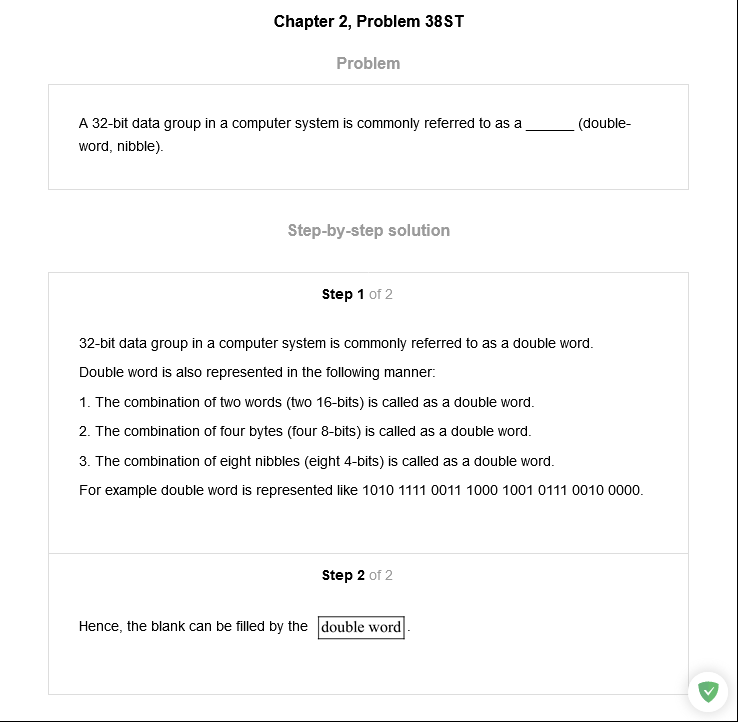 Chapter 2, Problem 38ST
Problem
A 32-bit data group in a computer system is commonly referred to as a ______ (double-
word, nibble).
Step-by-step solution
Step 1 of 2
32-bit data group in a computer system is commonly referred to as a double word.
Double word is also represented in the following manner:
1. The combination of two words (two 16-bits) is called as a double word.
2. The combination of four bytes (four 8-bits) is called as a double word.
3. The combination of eight nibbles (eight 4-bits) is called as a double word.
For example double word is represented like 1010 1111 0011 1000 1001 0111 0010 0000.
Step 2 of 2
Hence, the blank can be filled by the double word.